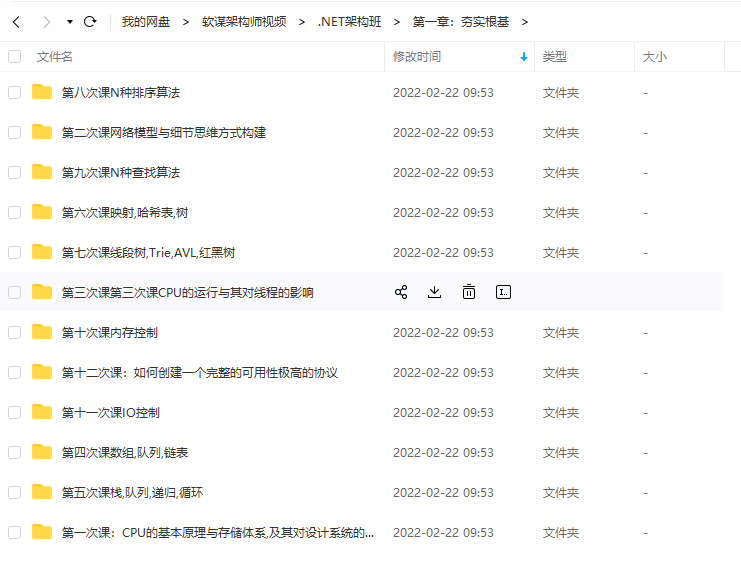 我的网盘 > 软谋架构师视频 > .NET架构班 > 第一章：夯实根基 >
文件名 修改时间 类型 大小
第八次课N种排序算法 2022-02-22 09:53 文件夹 -
第二次课网络模型与细节思维方式构建 2022-02-22 09:53 文件夹 -
第九次课N种查找算法 2022-02-22 09:53 文件夹 -
第六次课映射,哈希表,树 2022-02-22 09:53 文件夹 -
第七次课线段树,Trie,AVL,红黑树 2022-02-22 09:53 文件夹 -
第三次课第三次课CPU的运行与其对线程的影响
第十次课内存控制 2022-02-22 09:53 文件夹 -
第十二次课：如何创建一个完整的可用性极高的协议 2022-02-22 09:53 文件夹 -
第十一次课IO控制 2022-02-22 09:53 文件夹 -
第四次课数组,队列,链表 2022-02-22 09:53 文件夹 -
第五次课栈,队列,递归,循环 2022-02-22 09:53 文件夹 -
第一次课：CPU的基本原理与存储体系,及其对设计系统的... 2022-02-22 09:53 文件夹 -